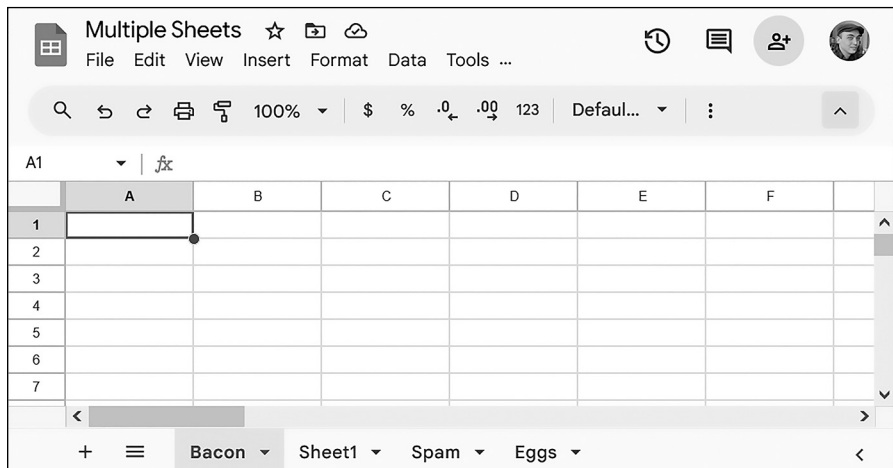 Multiple Sheets
File Edit View Insert Format Data Tools ...
100% $ % .0 .00 123 Defaul...
A1 fx
A B C D E F
1
2
3
4
5
6
7
+ Bacon Sheet1 Spam Eggs